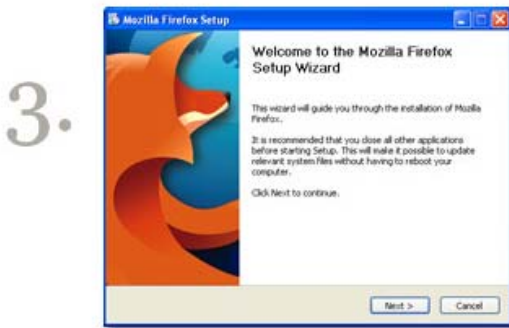 Mozilla Firefox Setup
3.
Welcome to the Mozilla Firefox
Setup Wizard
This wizard will guide you through the installation of Mozilla
Firefox.
It is recommended that you close all other applications
before starting Setup. This will make it possible to update
relevant system files without having to reboot your
computer.
Click Next to continue.
Next >
Cancel